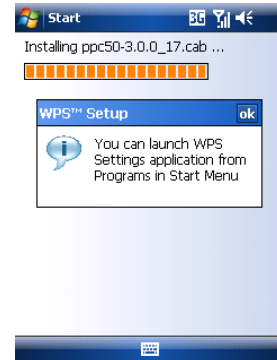 Start
3G
Installing ppc50-3.0.0_17.cab ...
WPS™ Setup
ok
You can launch WPS
Settings application from
Programs in Start Menu